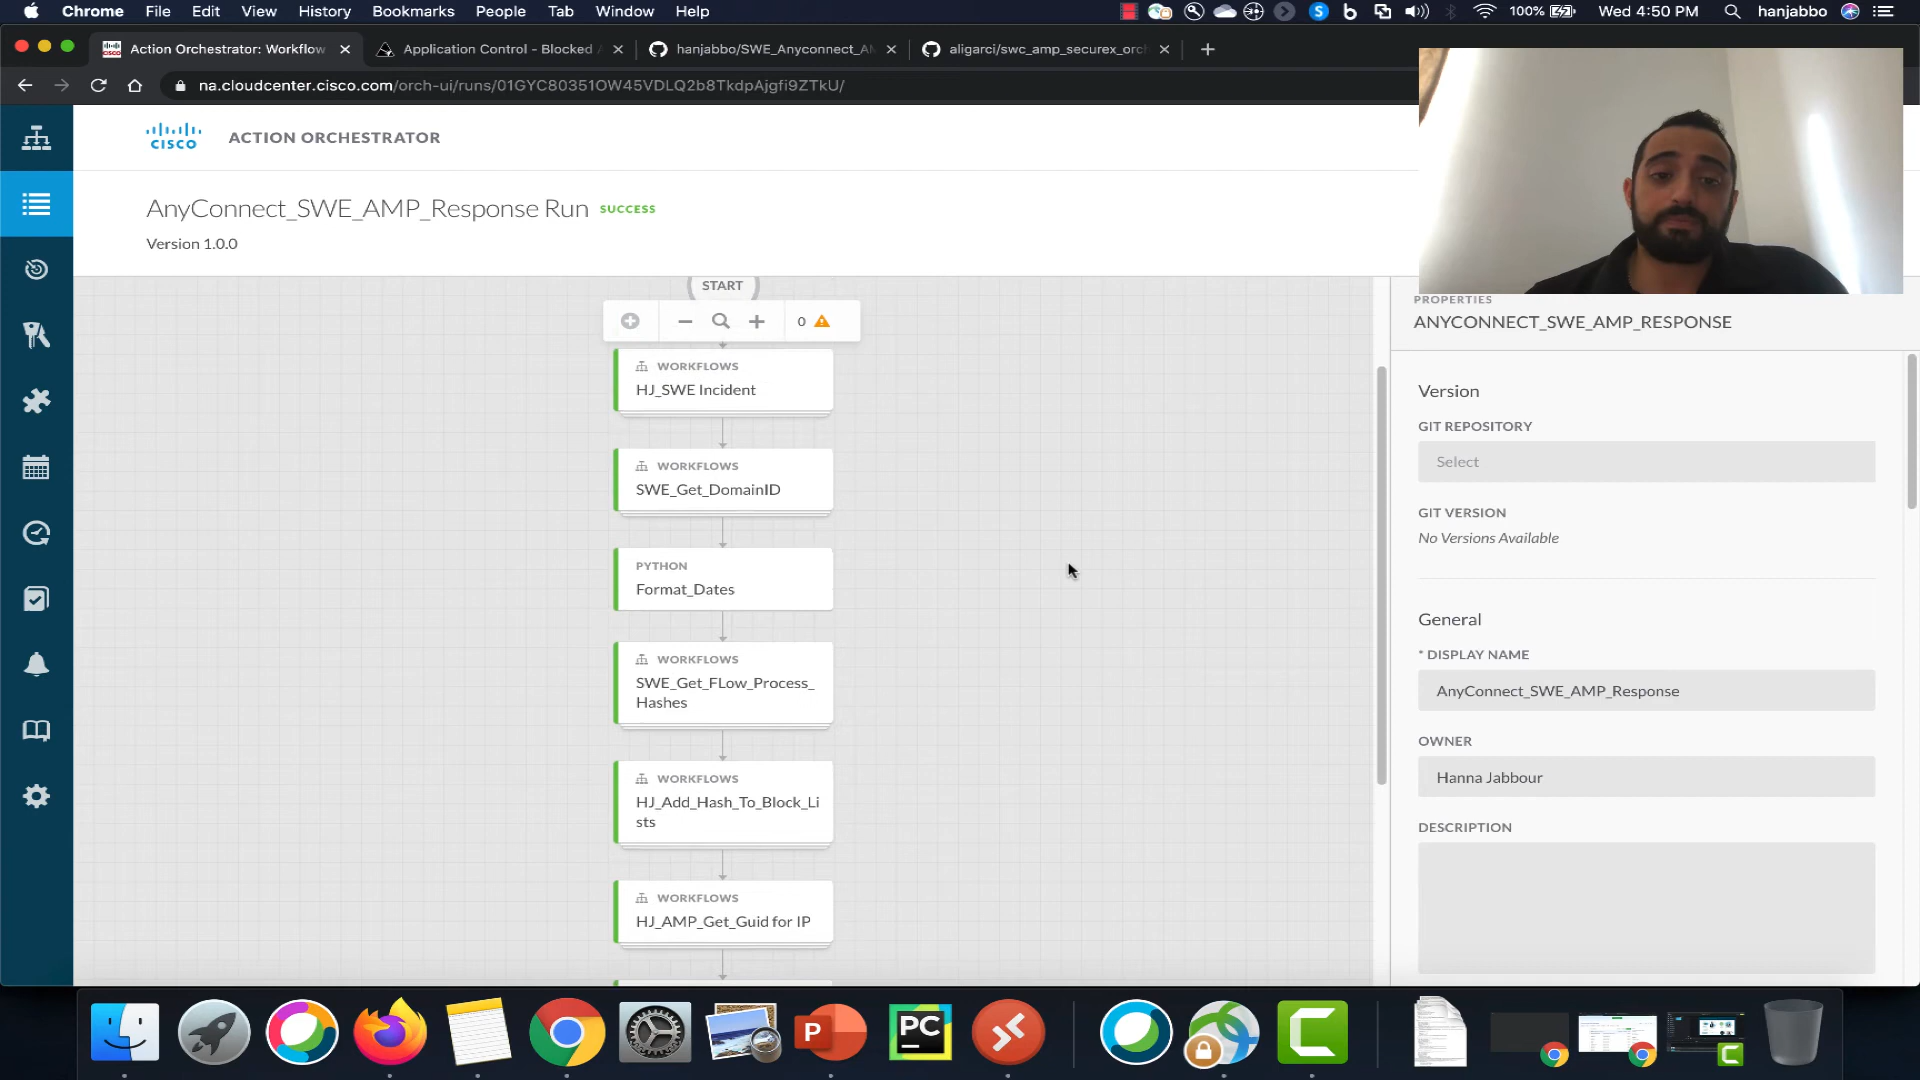 Chrome File Edit View History Bookmarks People Tab Window Help 100% Wed 4:50 PM hanjabbo
Action Orchestrator: Workflow Application Control - Blocked hanjabbo/SWE_Anyconnect_AM aligarci/swc_amp_securex_orc
na.cloudcenter.cisco.com/orch-ui/runs/01GYC80351OW45VDLQ2b8TkdpAjgfi9ZTkU/
CISCO ACTION ORCHESTRATOR
AnyConnect_SWE_AMP_Response Run SUCCESS
Version 1.0.0
START
0
WORKFLOWS
HJ_SWE Incident
WORKFLOWS
SWE_Get_DomainID
PYTHON
Format_Dates
WORKFLOWS
SWE_Get_FLow_Process_
Hashes
WORKFLOWS
HJ_Add_Hash_To_Block_Li
sts
WORKFLOWS
HJ_AMP_Get_Guid for IP
PROPERTIES
ANYCONNECT_SWE_AMP_RESPONSE
Version
GIT REPOSITORY
Select
GIT VERSION
No Versions Available
General
* DISPLAY NAME
AnyConnect_SWE_AMP_Response
OWNER
Hanna Jabbour
DESCRIPTION
P PC C
C